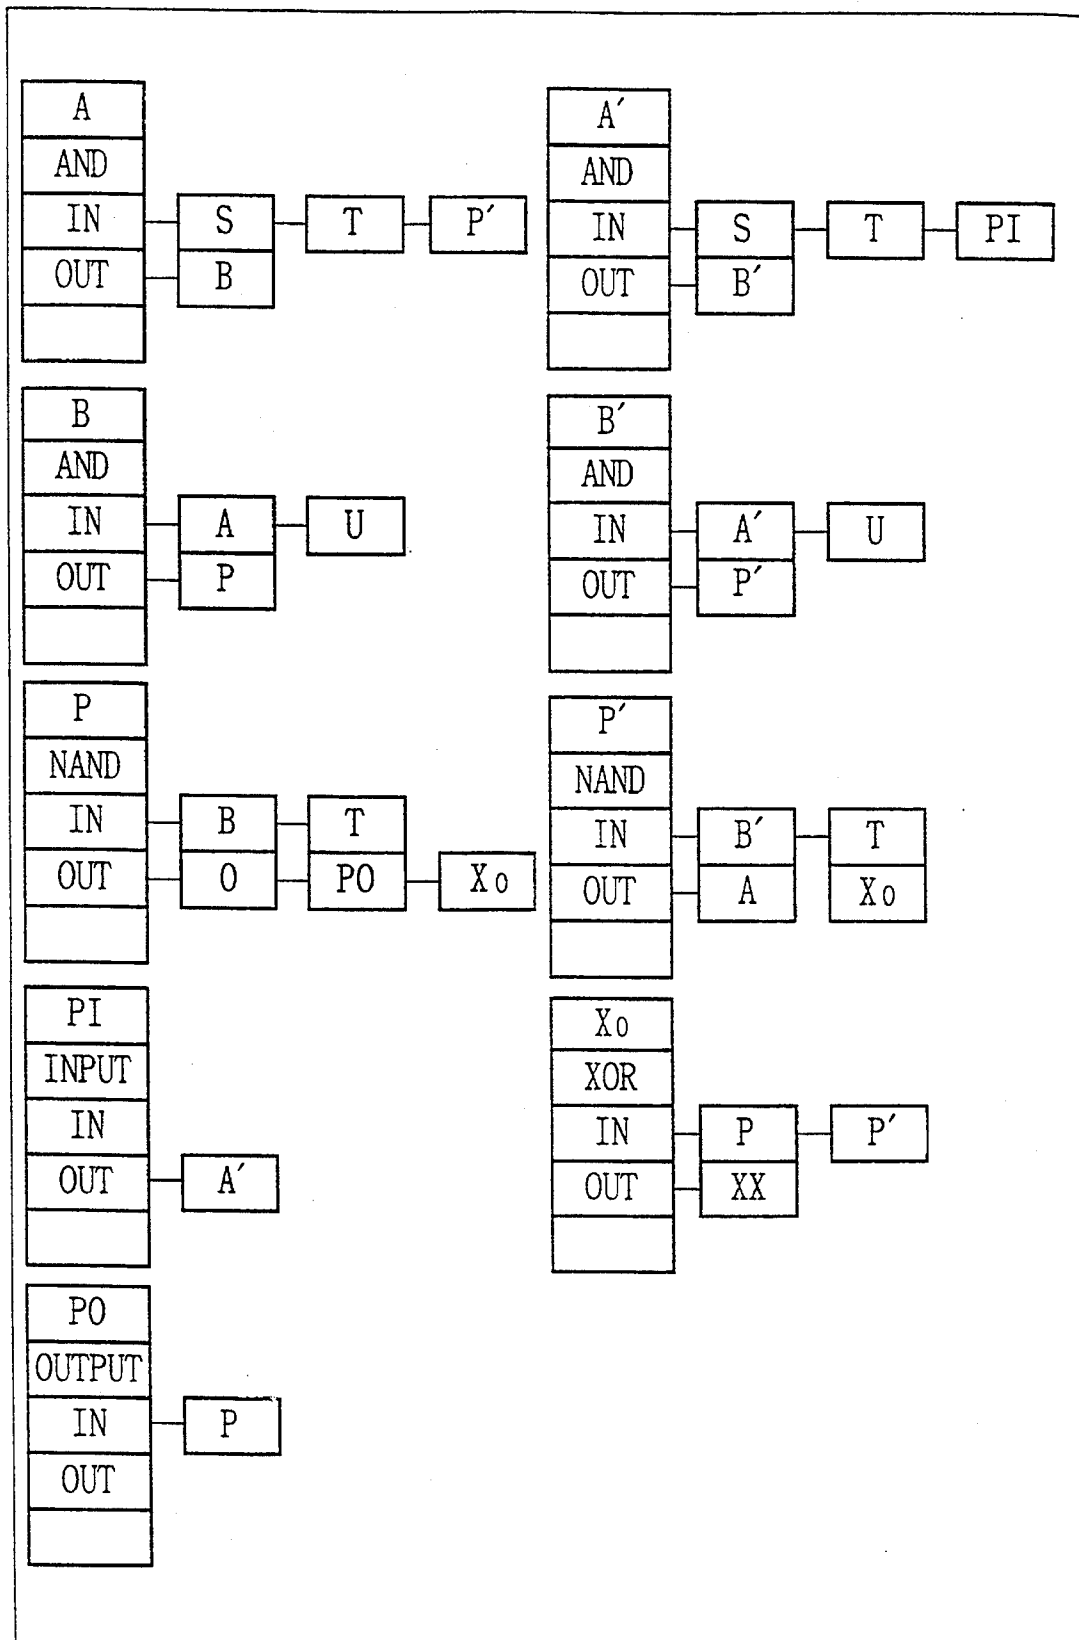 A
AND
IN S T P′
OUT B
A′
AND
IN S T PI
OUT B′
B
AND
IN A U
OUT P
B′
AND
IN A′ U
OUT P′
P
NAND
IN B T
OUT O PO X₀
P′
NAND
IN B′ T
OUT A X₀
PI
INPUT
IN
OUT A′
X₀
XOR
IN P P′
OUT XX
PO
OUTPUT
IN P
OUT